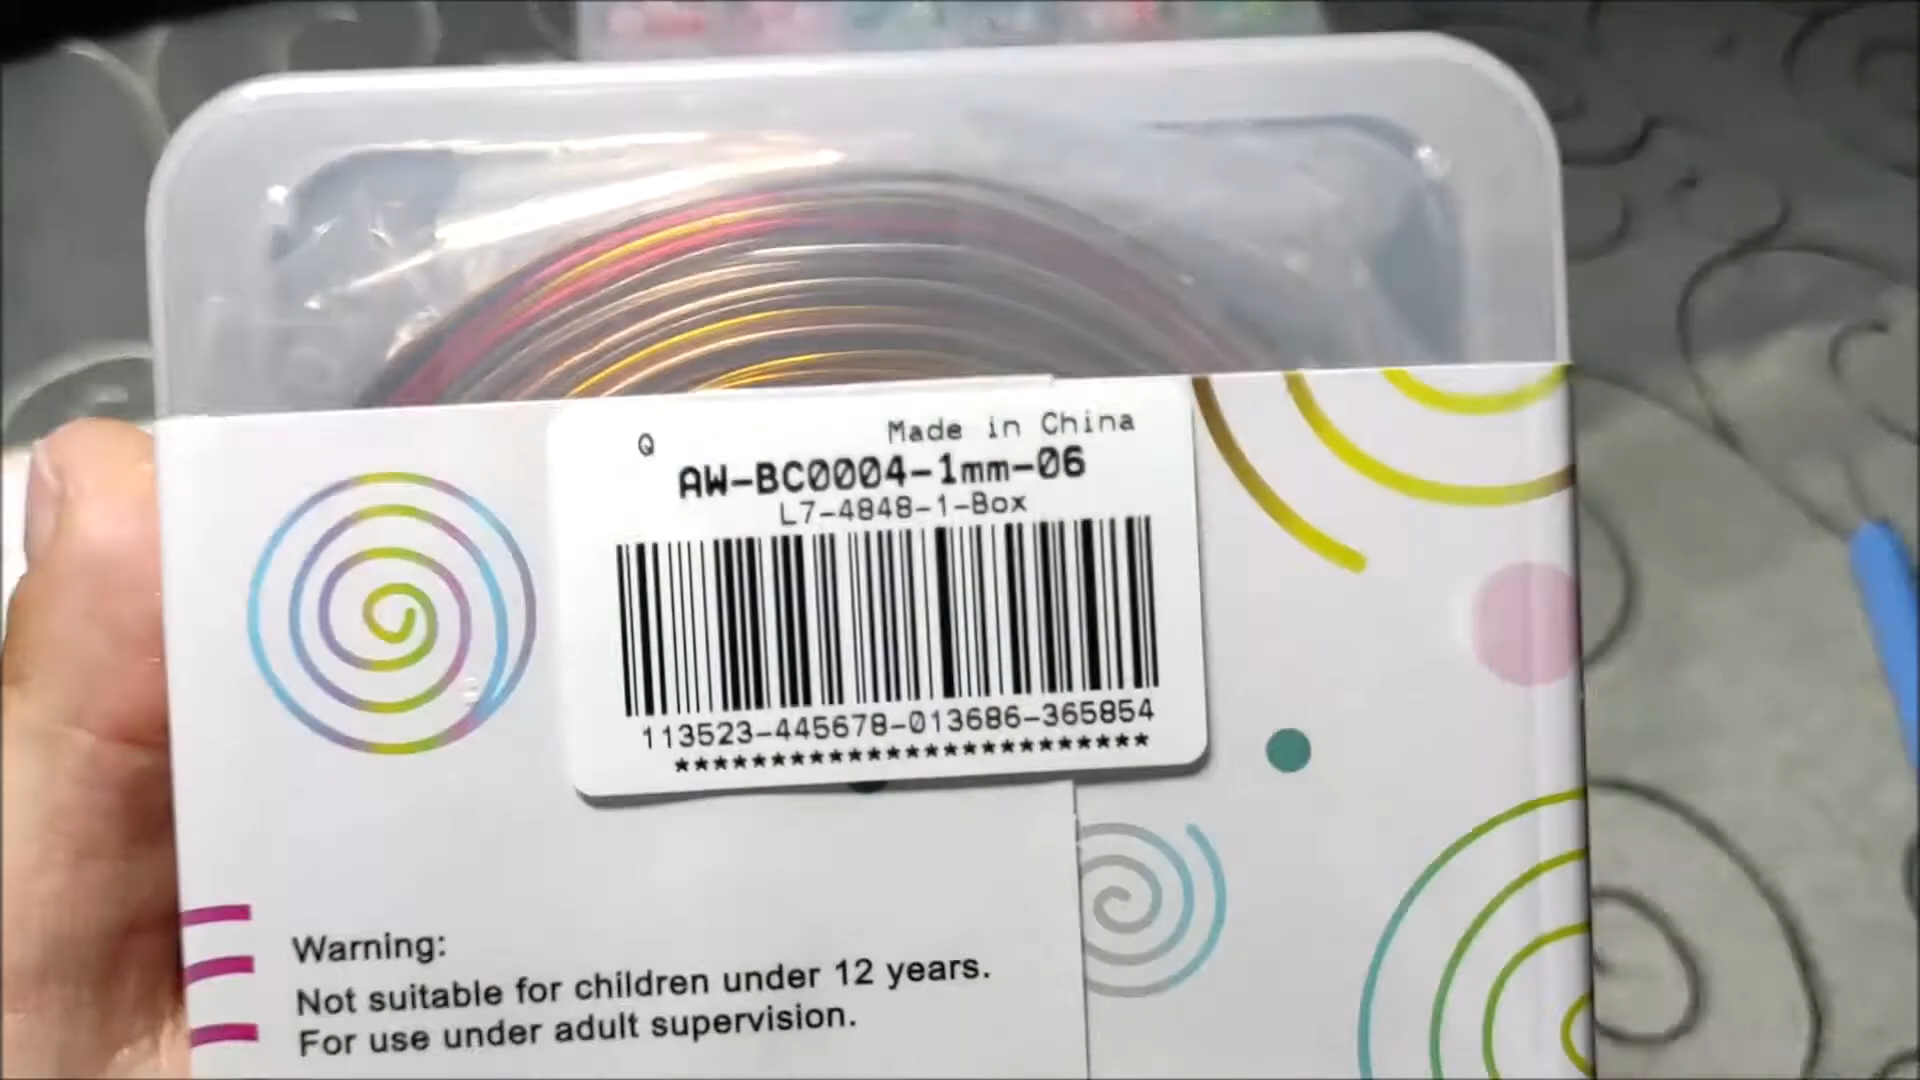 Q Made in China
AW-BC0004-1mm-06
L7-4848-1-Box
113523-445678-013686-365854
************************
Warning:
Not suitable for children under 12 years.
For use under adult supervision.